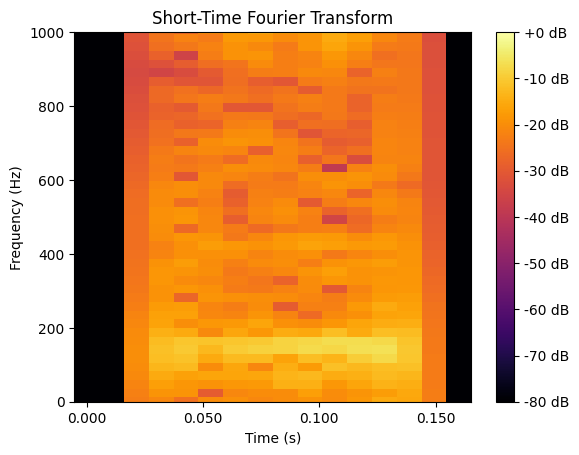 Short-Time Fourier Transform
1000
800
600
400
200
0
Frequency (Hz)
0.000
0.050
0.100
0.150
Time (s)
+0 dB
-10 dB
-20 dB
-30 dB
-40 dB
-50 dB
-60 dB
-70 dB
-80 dB